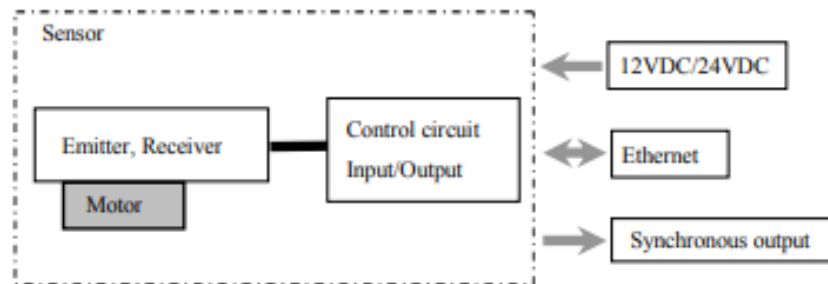 Sensor
12VDC/24VDC
Emitter, Receiver
Control circuit
Input/Output
Ethernet
Motor
Synchronous output